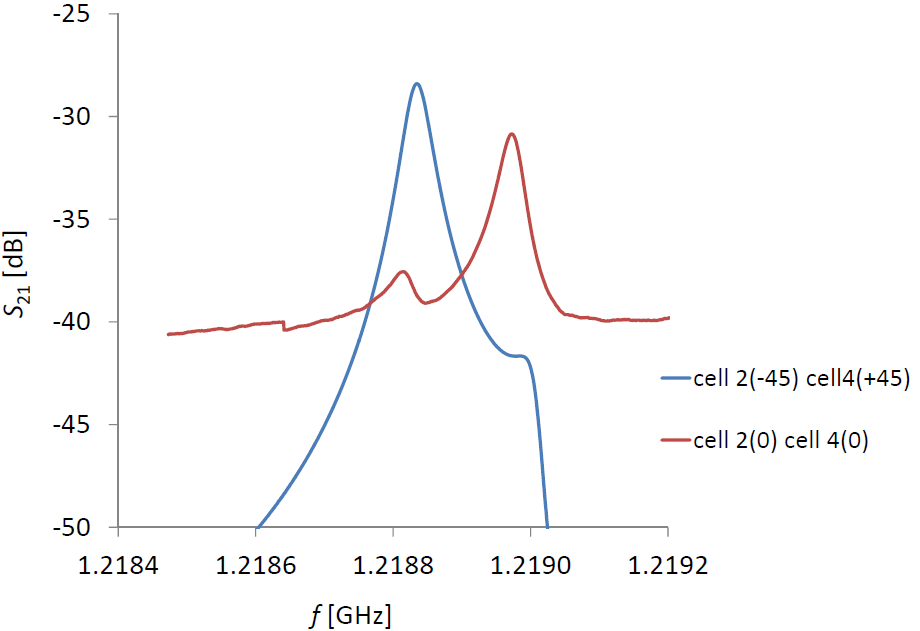 -25
-30
-35
-40
-45
-50
S21 [dB]
1.2184 1.2186 1.2188 1.2190 1.2192
f [GHz]
cell 2(-45) cell4(+45)
cell 2(0) cell 4(0)